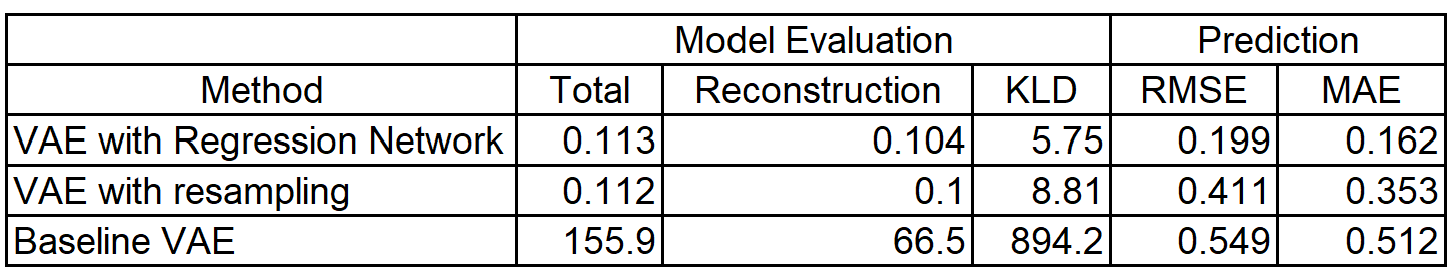 Model Evaluation Prediction
Method Total Reconstruction KLD RMSE MAE
VAE with Regression Network 0.113 0.104 5.75 0.199 0.162
VAE with resampling 0.112 0.1 8.81 0.411 0.353
Baseline VAE 155.9 66.5 894.2 0.549 0.512